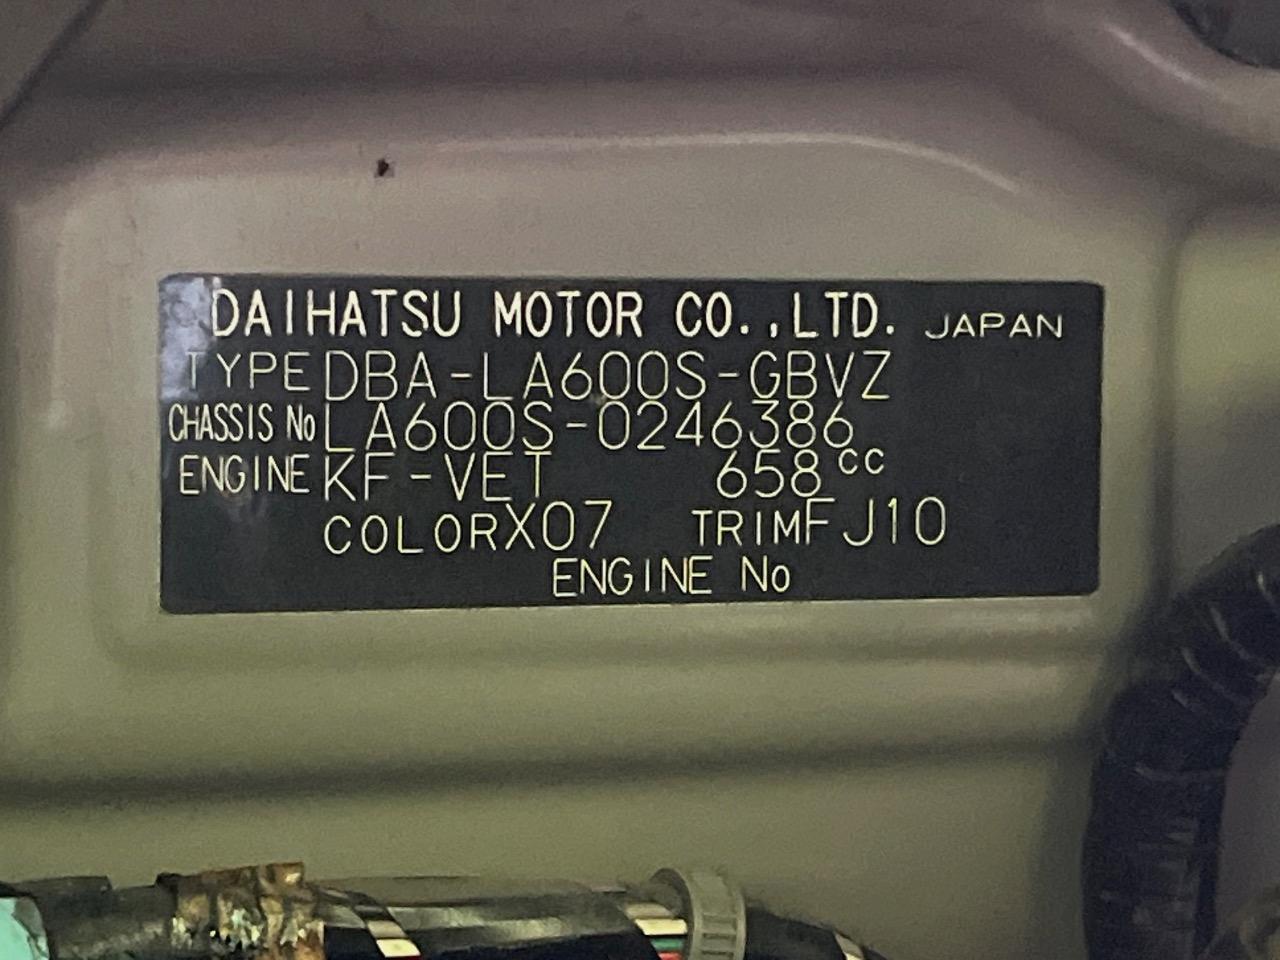 DAIHATSU MOTOR CO.,LTD. JAPAN
TYPE DBA-LA600S-GBVZ
CHASSIS No LA600S-0246386
ENGINE KF-VET 658cc
COLOR X07 TRIM FJ10
ENGINE No